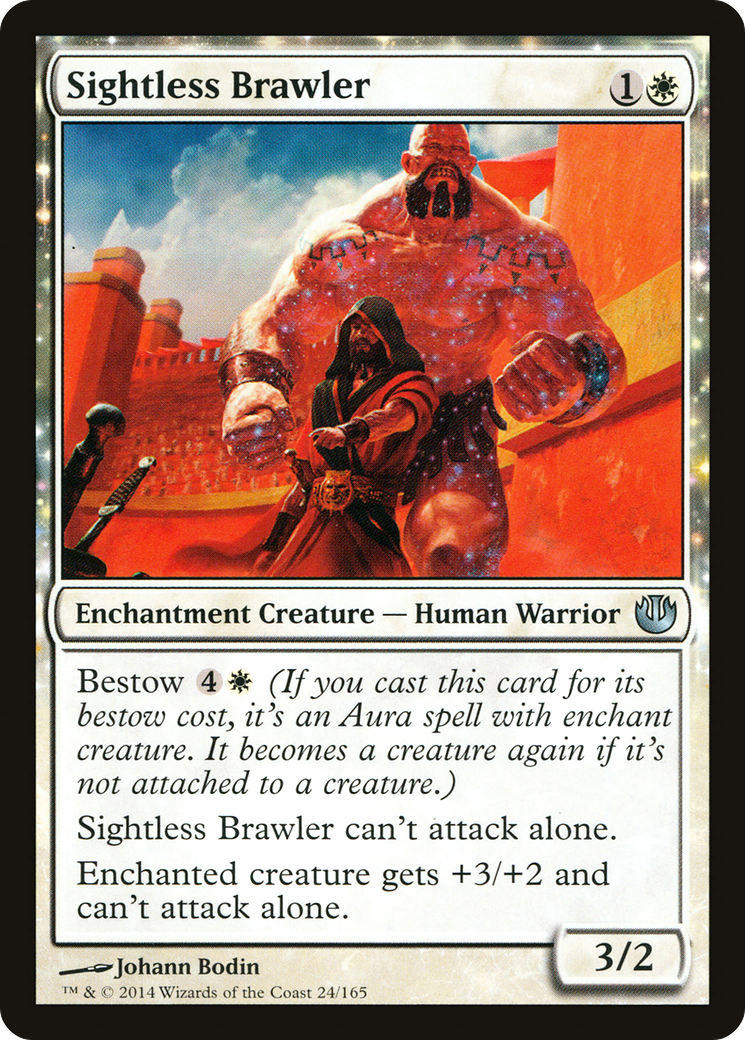 Sightless Brawler 1
Enchantment Creature — Human Warrior
Bestow 4 (If you cast this card for its
bestow cost, it's an Aura spell with enchant
creature. It becomes a creature again if it's
not attached to a creature.)
Sightless Brawler can't attack alone.
Enchanted creature gets +3/+2 and
can't attack alone.
3/2
Johann Bodin
™ & © 2014 Wizards of the Coast 24/165